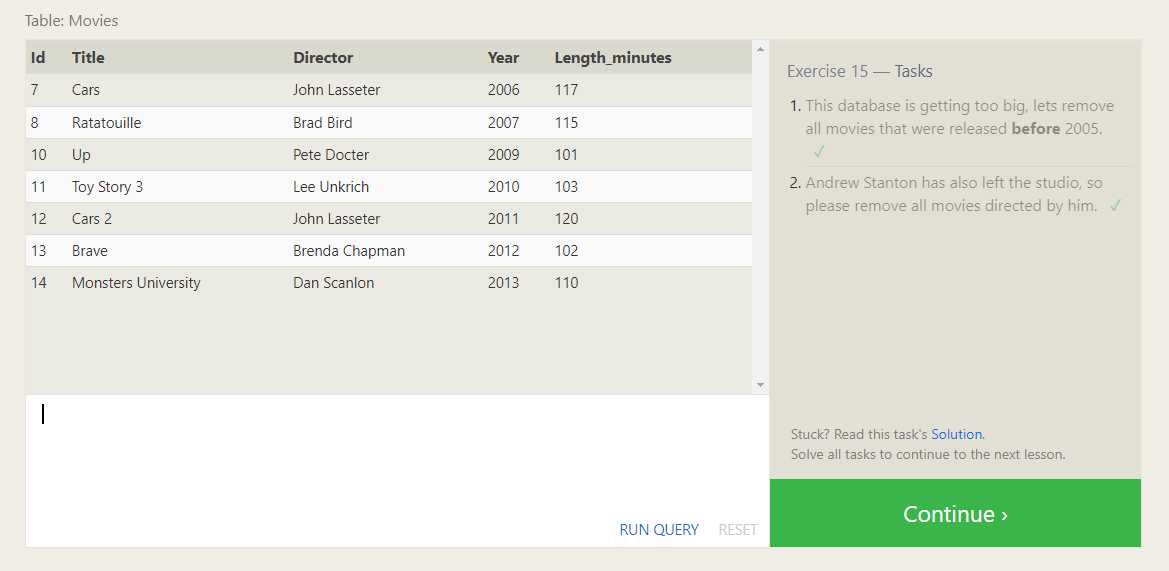 Table: Movies
Id Title Director Year Length_minutes
7 Cars John Lasseter 2006 117
8 Ratatouille Brad Bird 2007 115
10 Up Pete Docter 2009 101
11 Toy Story 3 Lee Unkrich 2010 103
12 Cars 2 John Lasseter 2011 120
13 Brave Brenda Chapman 2012 102
14 Monsters University Dan Scanlon 2013 110
RUN QUERY RESET
Exercise 15 — Tasks
1. This database is getting too big, lets remove
all movies that were released before 2005.
✓
2. Andrew Stanton has also left the studio, so
please remove all movies directed by him. ✓
Stuck? Read this task's Solution.
Solve all tasks to continue to the next lesson.
Continue ›